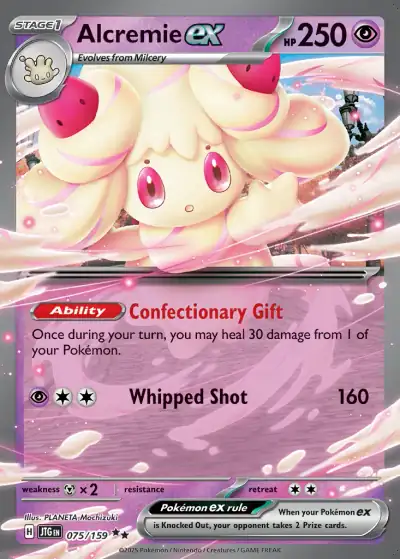 STAGE1
Alcremie ex HP 250
Evolves from Milcery
Ability Confectionary Gift
Once during your turn, you may heal 30 damage from 1 of
your Pokémon.
Whipped Shot 160
weakness ×2 resistance retreat
Illus. PLANETA Mochizuki
Pokémon ex rule
When your Pokémon ex
is Knocked Out, your opponent takes 2 Prize cards.
H JTG EN 075/159
©2025 Pokémon / Nintendo / Creatures / GAME FREAK